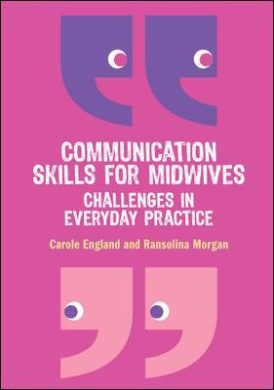 COMMUNICATION
SKILLS FOR MIDWIVES
CHALLENGES IN
EVERYDAY PRACTICE
Carole England and Ransolina Morgan